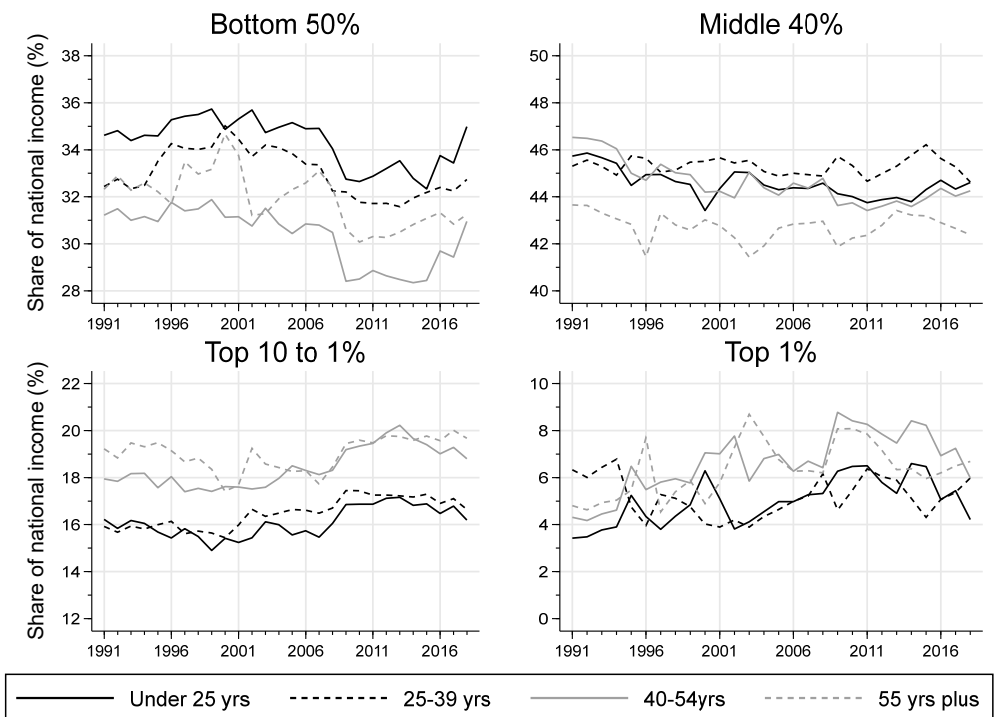 Bottom 50%
Middle 40%
Share of national income (%)
38
36
34
32
30
28
1991 1996 2001 2006 2011 2016
50
48
46
44
42
40
1991 1996 2001 2006 2011 2016
Top 10 to 1%
Top 1%
Share of national income (%)
22
20
18
16
14
12
1991 1996 2001 2006 2011 2016
10
8
6
4
2
0
1991 1996 2001 2006 2011 2016
Under 25 yrs 25-39 yrs 40-54yrs 55 yrs plus